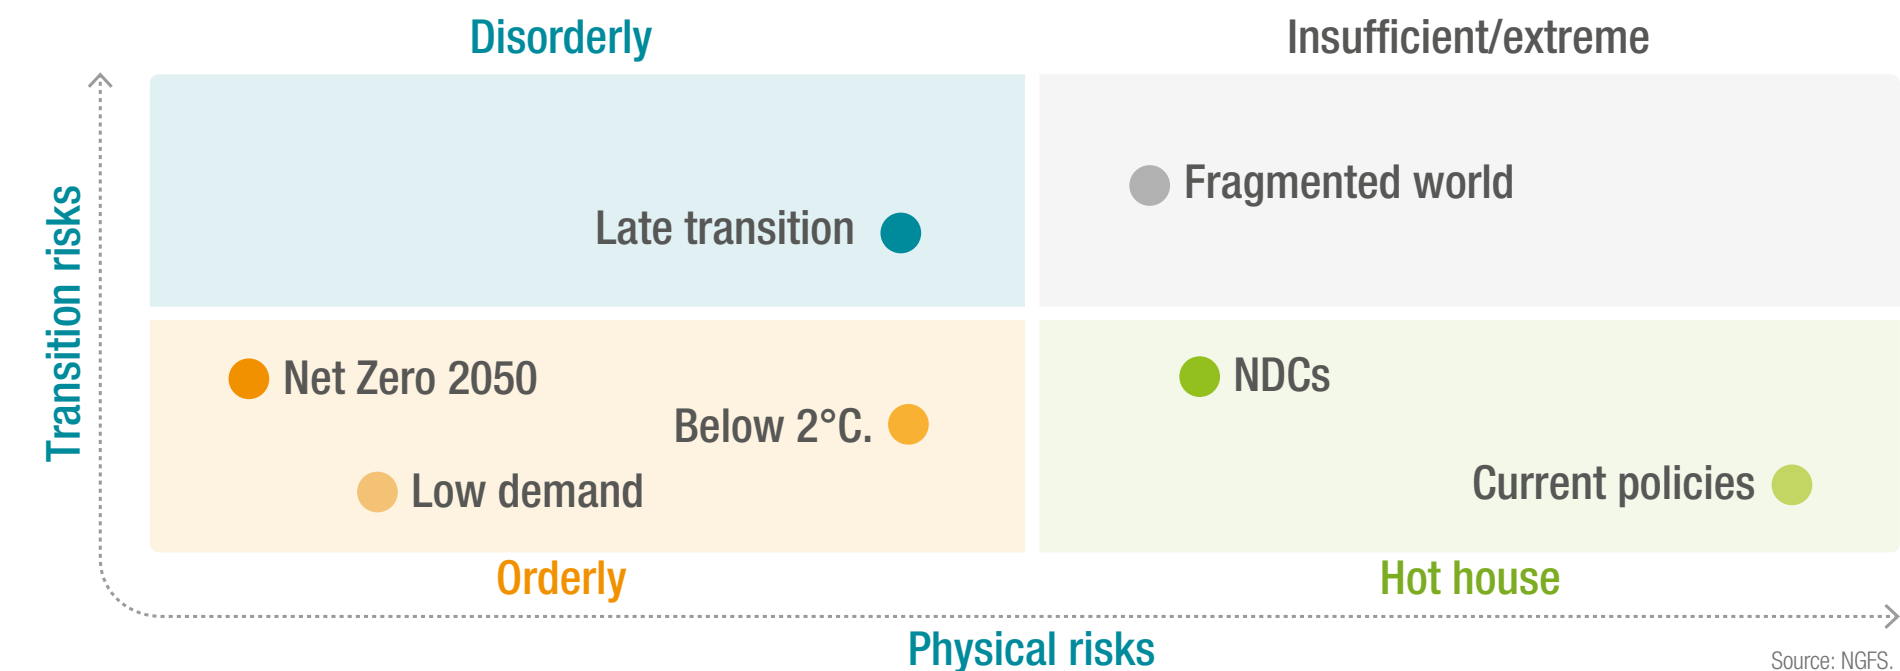 Disorderly
Insufficient/extreme
Transition risks
Late transition
Fragmented world
Net Zero 2050
Below 2°C.
Low demand
NDCs
Current policies
Orderly
Hot house
Physical risks
Source: NGFS.